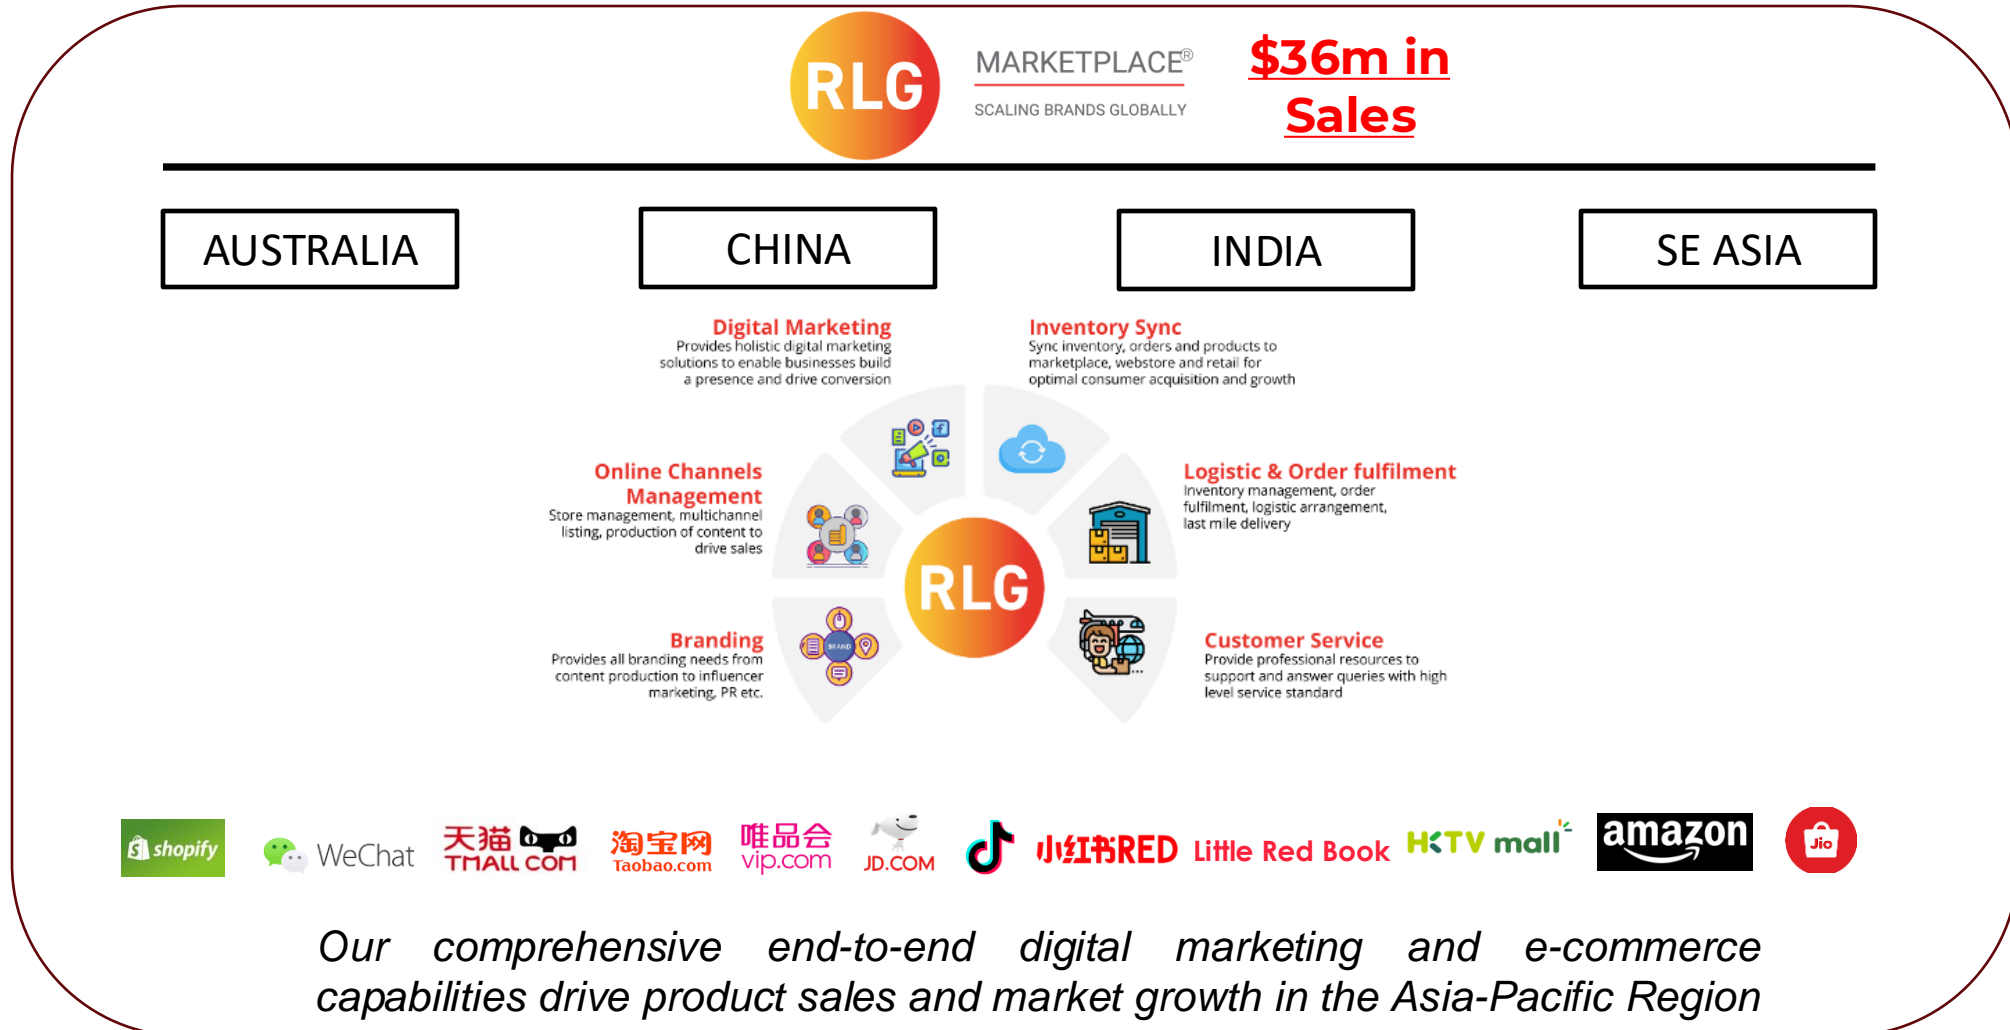 RLG
MARKETPLACE®
SCALING BRANDS GLOBALLY
$36m in
Sales
AUSTRALIA
CHINA
INDIA
SE ASIA
Digital Marketing
Provides holistic digital marketing
solutions to enable businesses build
a presence and drive conversion
Inventory Sync
Sync inventory, orders and products to
marketplace, webstore and retail for
optimal consumer acquisition and growth
Online Channels
Management
Store management, multichannel
listing, production of content to
drive sales
Logistic & Order fulfilment
Inventory management, order
fulfilment, logistic arrangement,
last mile delivery
RLG
Branding
Provides all branding needs from
content production to influencer
marketing, PR etc.
BRAND
Customer Service
Provide professional resources to
support and answer queries with high
level service standard
shopify
WeChat
天猫
TMALL.COM
淘宝网
Taobao.com
唯品会
vip.com
JD.COM
小红书RED
Little Red Book
HKTV mall
amazon
Jio
Our comprehensive end-to-end digital marketing and e-commerce
capabilities drive product sales and market growth in the Asia-Pacific Region